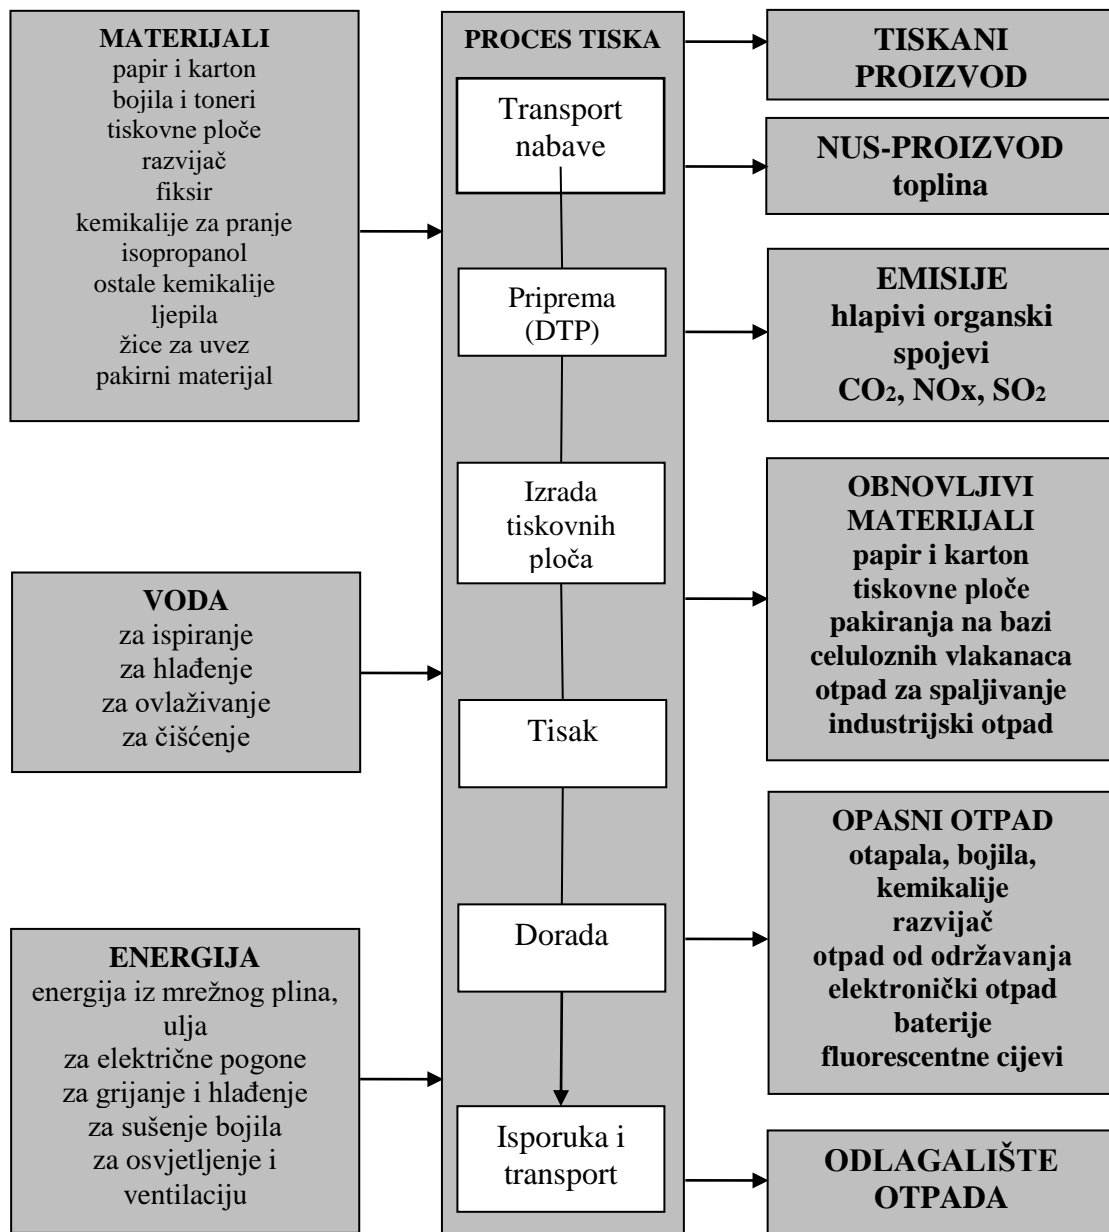 MATERIJALI
papir i karton
bojila i toneri
tiskovne ploče
razvijač
fiksir
kemikalije za pranje
isopropanol
ostale kemikalije
ljepila
žice za uvez
pakirni materijal
VODA
za ispiranje
za hlađenje
za ovlaživanje
za čišćenje
ENERGIJA
energija iz mrežnog plina,
ulja
za električne pogone
za grijanje i hlađenje
za sušenje bojila
za osvjetljenje i
ventilaciju
PROCES TISKA
Transport
nabave
Priprema
(DTP)
Izrada
tiskovnih
ploča
Tisak
Dorada
Isporuka i
transport
TISKANI
PROIZVOD
NUS-PROIZVOD
toplina
EMISIJE
hlapivi organski
spojevi
CO₂, NOx, SO₂
OBNOVLJIVI
MATERIJALI
papir i karton
tiskovne ploče
pakiranja na bazi
celuloznih vlakanaca
otpad za spaljivanje
industrijski otpad
OPASNI OTPAD
otapala, bojila,
kemikalije
razvijač
otpad od održavanja
elektronički otpad
baterije
fluorescentne cijevi
ODLAGALIŠTE
OTPADA